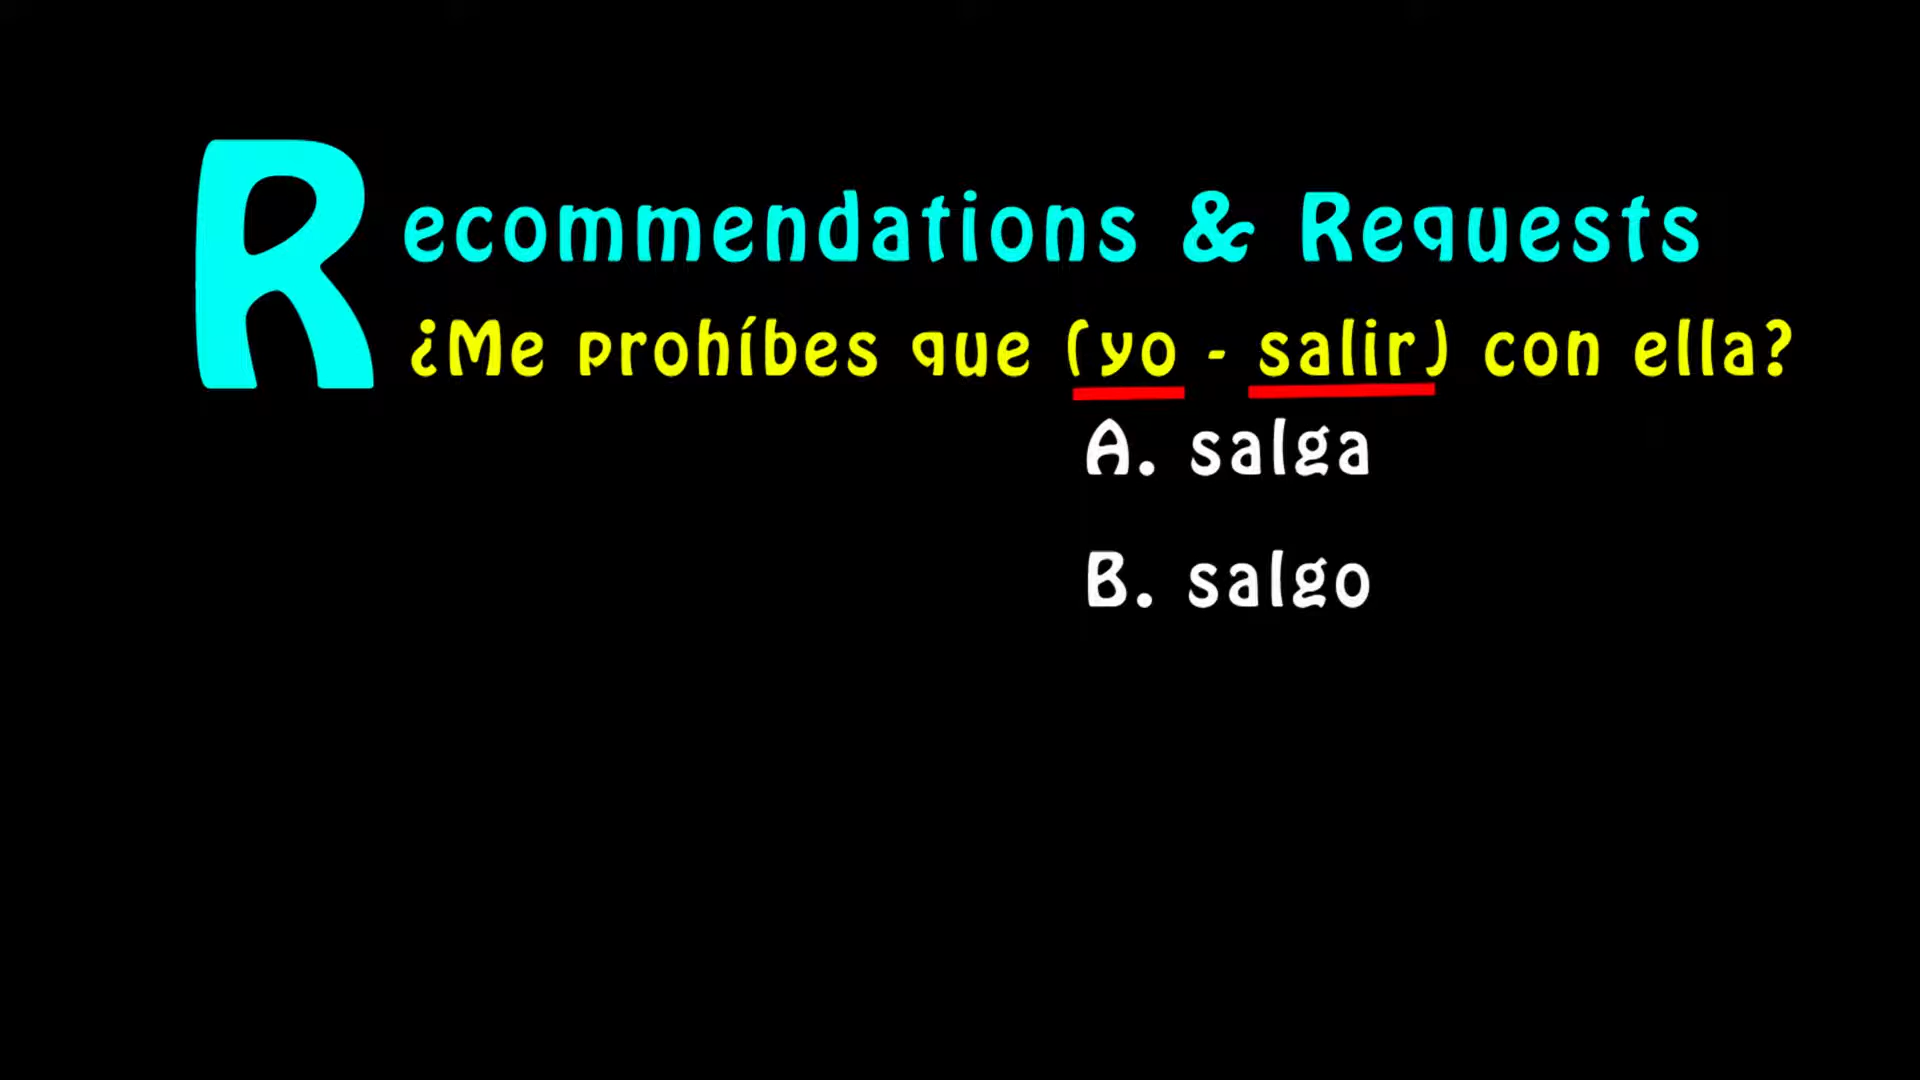 Recommendations & Requests
¿Me prohíbes que (yo - salir) con ella?
A. salga
B. salgo